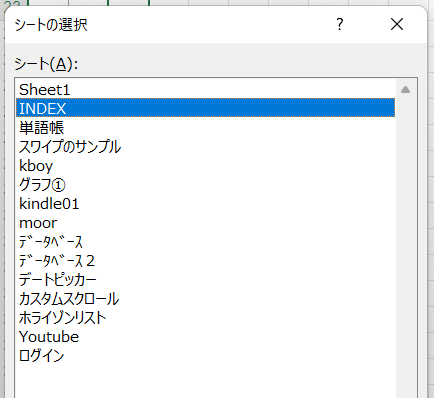 シートの選択 ?
シート(A):
Sheet1
INDEX
単語帳
スワイプのサンプル
kboy
グラフ①
kindle01
moor
ﾃﾞｰﾀﾍﾞｰｽ
ﾃﾞｰﾀﾍﾞｰｽ２
デートピッカー
カスタムスクロール
ホライゾンリスト
Youtube
ログイン